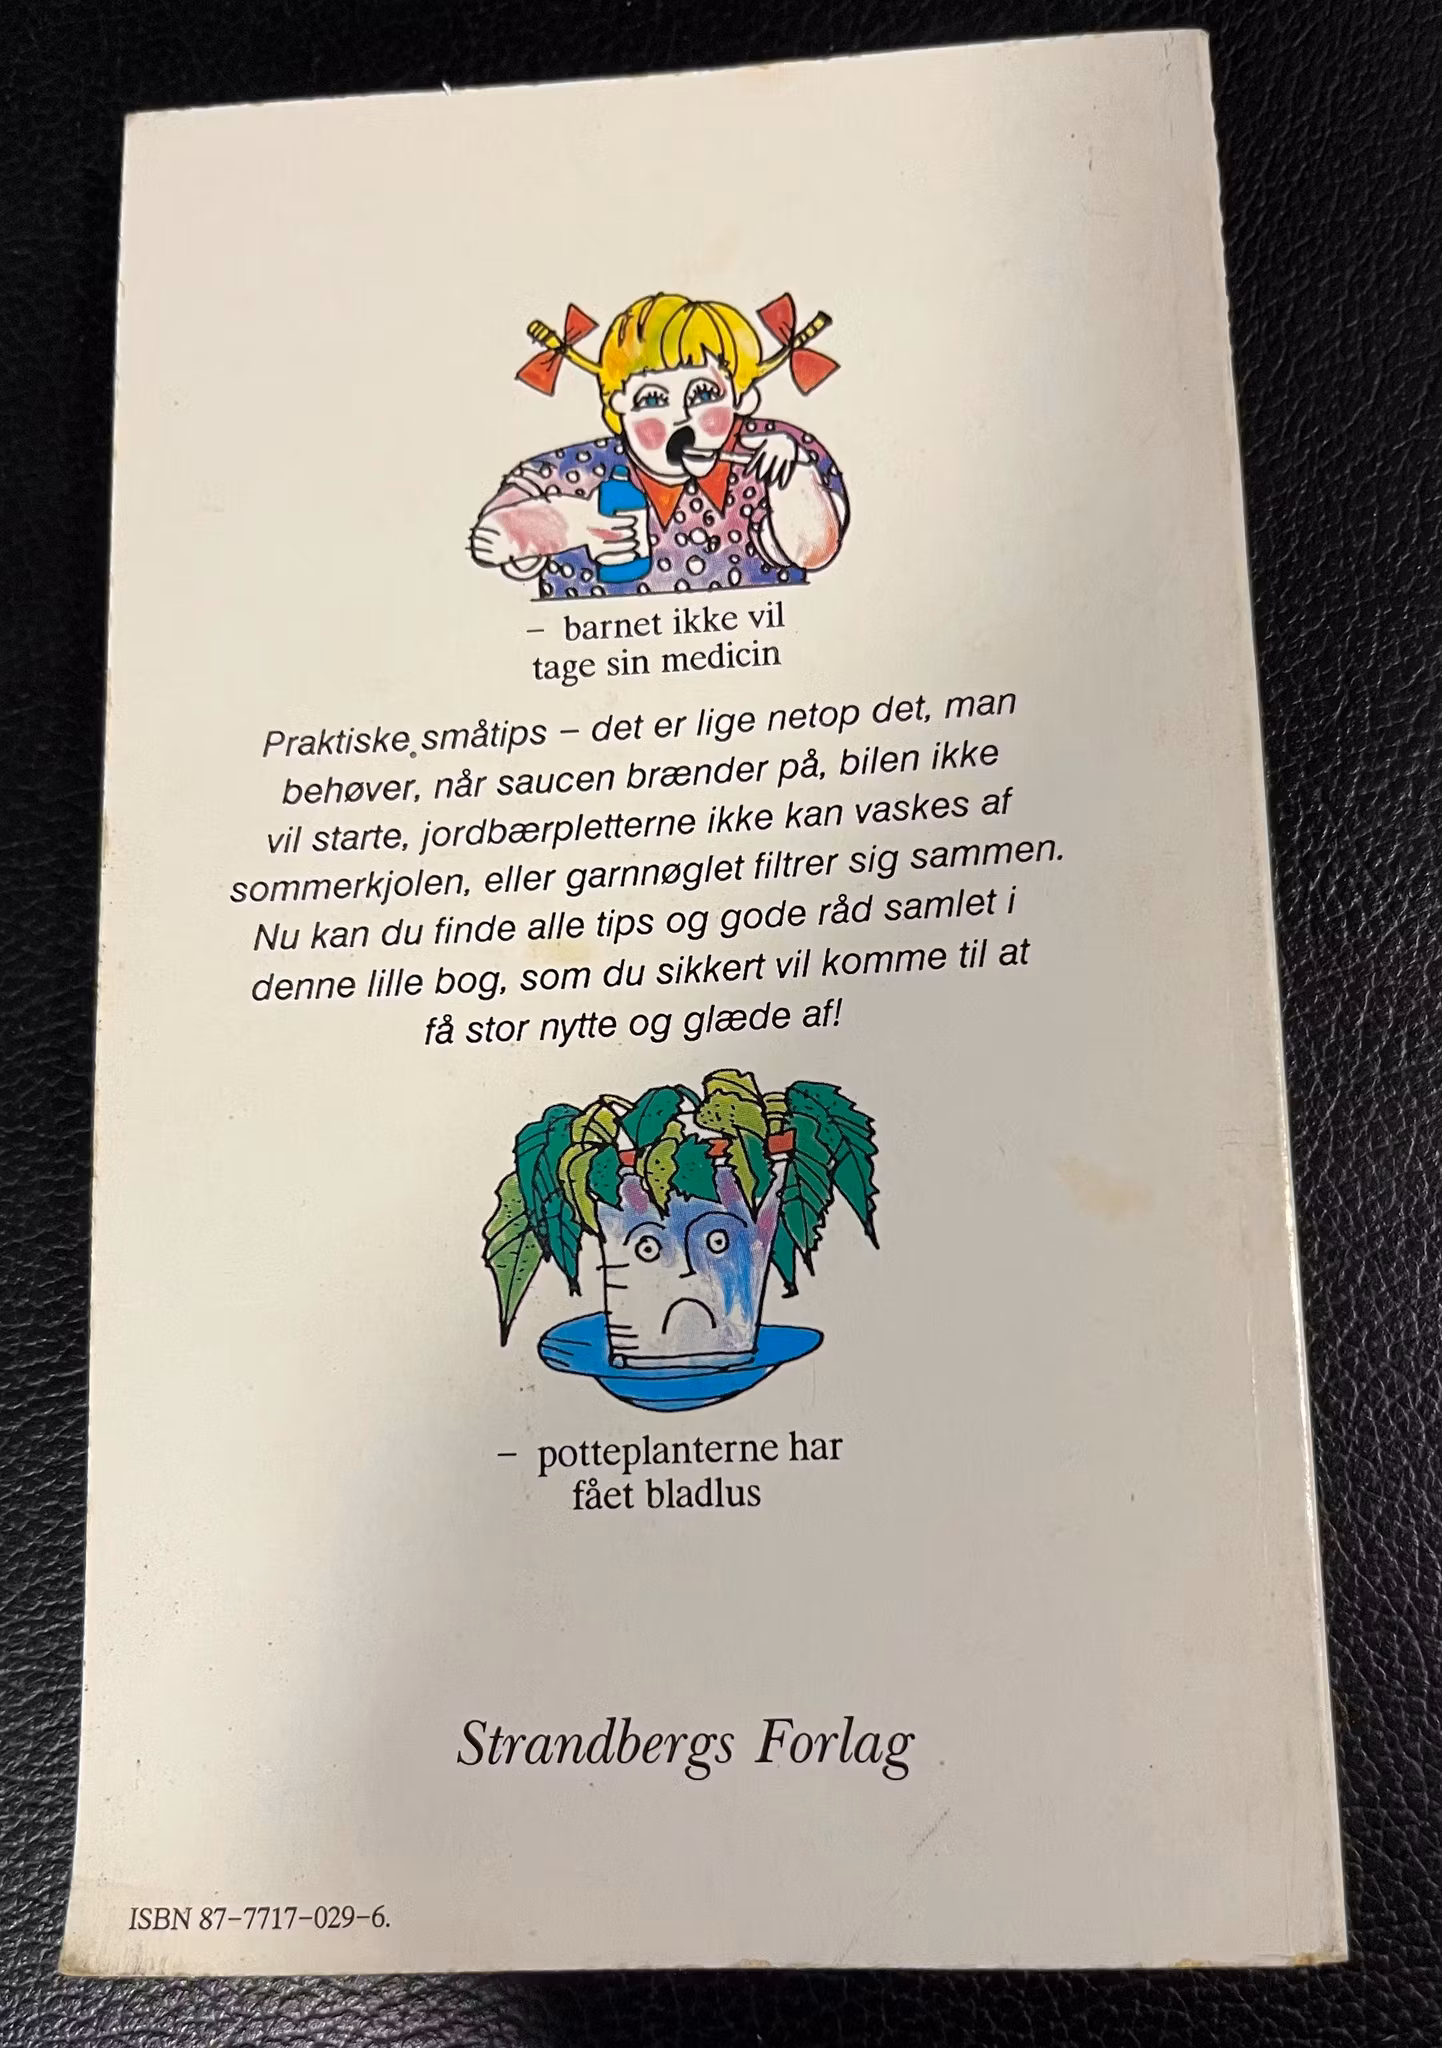 – barnet ikke vil
tage sin medicin
Praktiske småtips – det er lige netop det, man
behøver, når saucen brænder på, bilen ikke
vil starte, jordbærpletterne ikke kan vaskes af
sommerkjolen, eller garnnøglet filtrer sig sammen.
Nu kan du finde alle tips og gode råd samlet i
denne lille bog, som du sikkert vil komme til at
få stor nytte og glæde af!
– potteplanterne har
fået bladlus
Strandbergs Forlag
ISBN 87-7717-029-6.